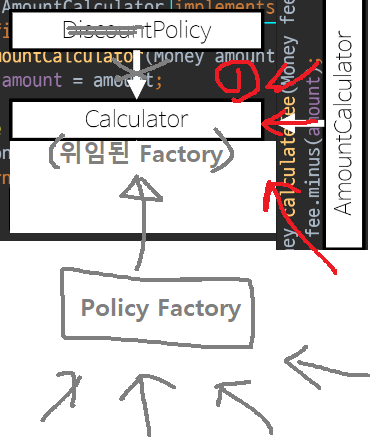 AmountCalculator implements
DiscountPolicy
mountCalculator(Money amount
amount = amount;
①
Calculator
(위임된 Factory)
Policy Factory
AmountCalculator
calculateFee(Money fee
fee.minus(amount);